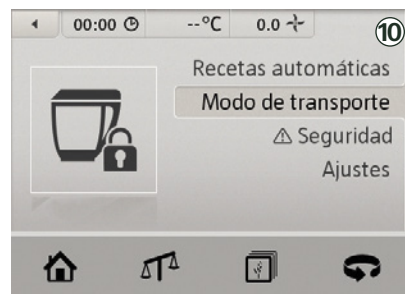 00:00 --°C 0.0
⑩
Recetas automáticas
Modo de transporte
⚠ Seguridad
Ajustes